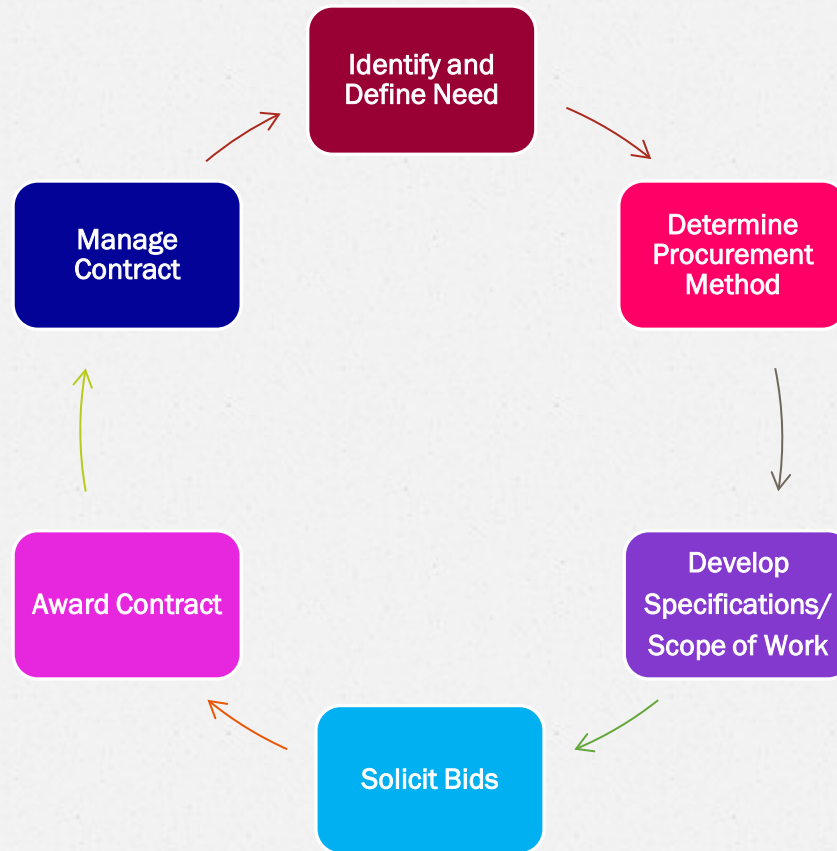 Identify and
Define Need
Determine
Procurement
Method
Develop
Specifications/
Scope of Work
Solicit Bids
Award Contract
Manage
Contract